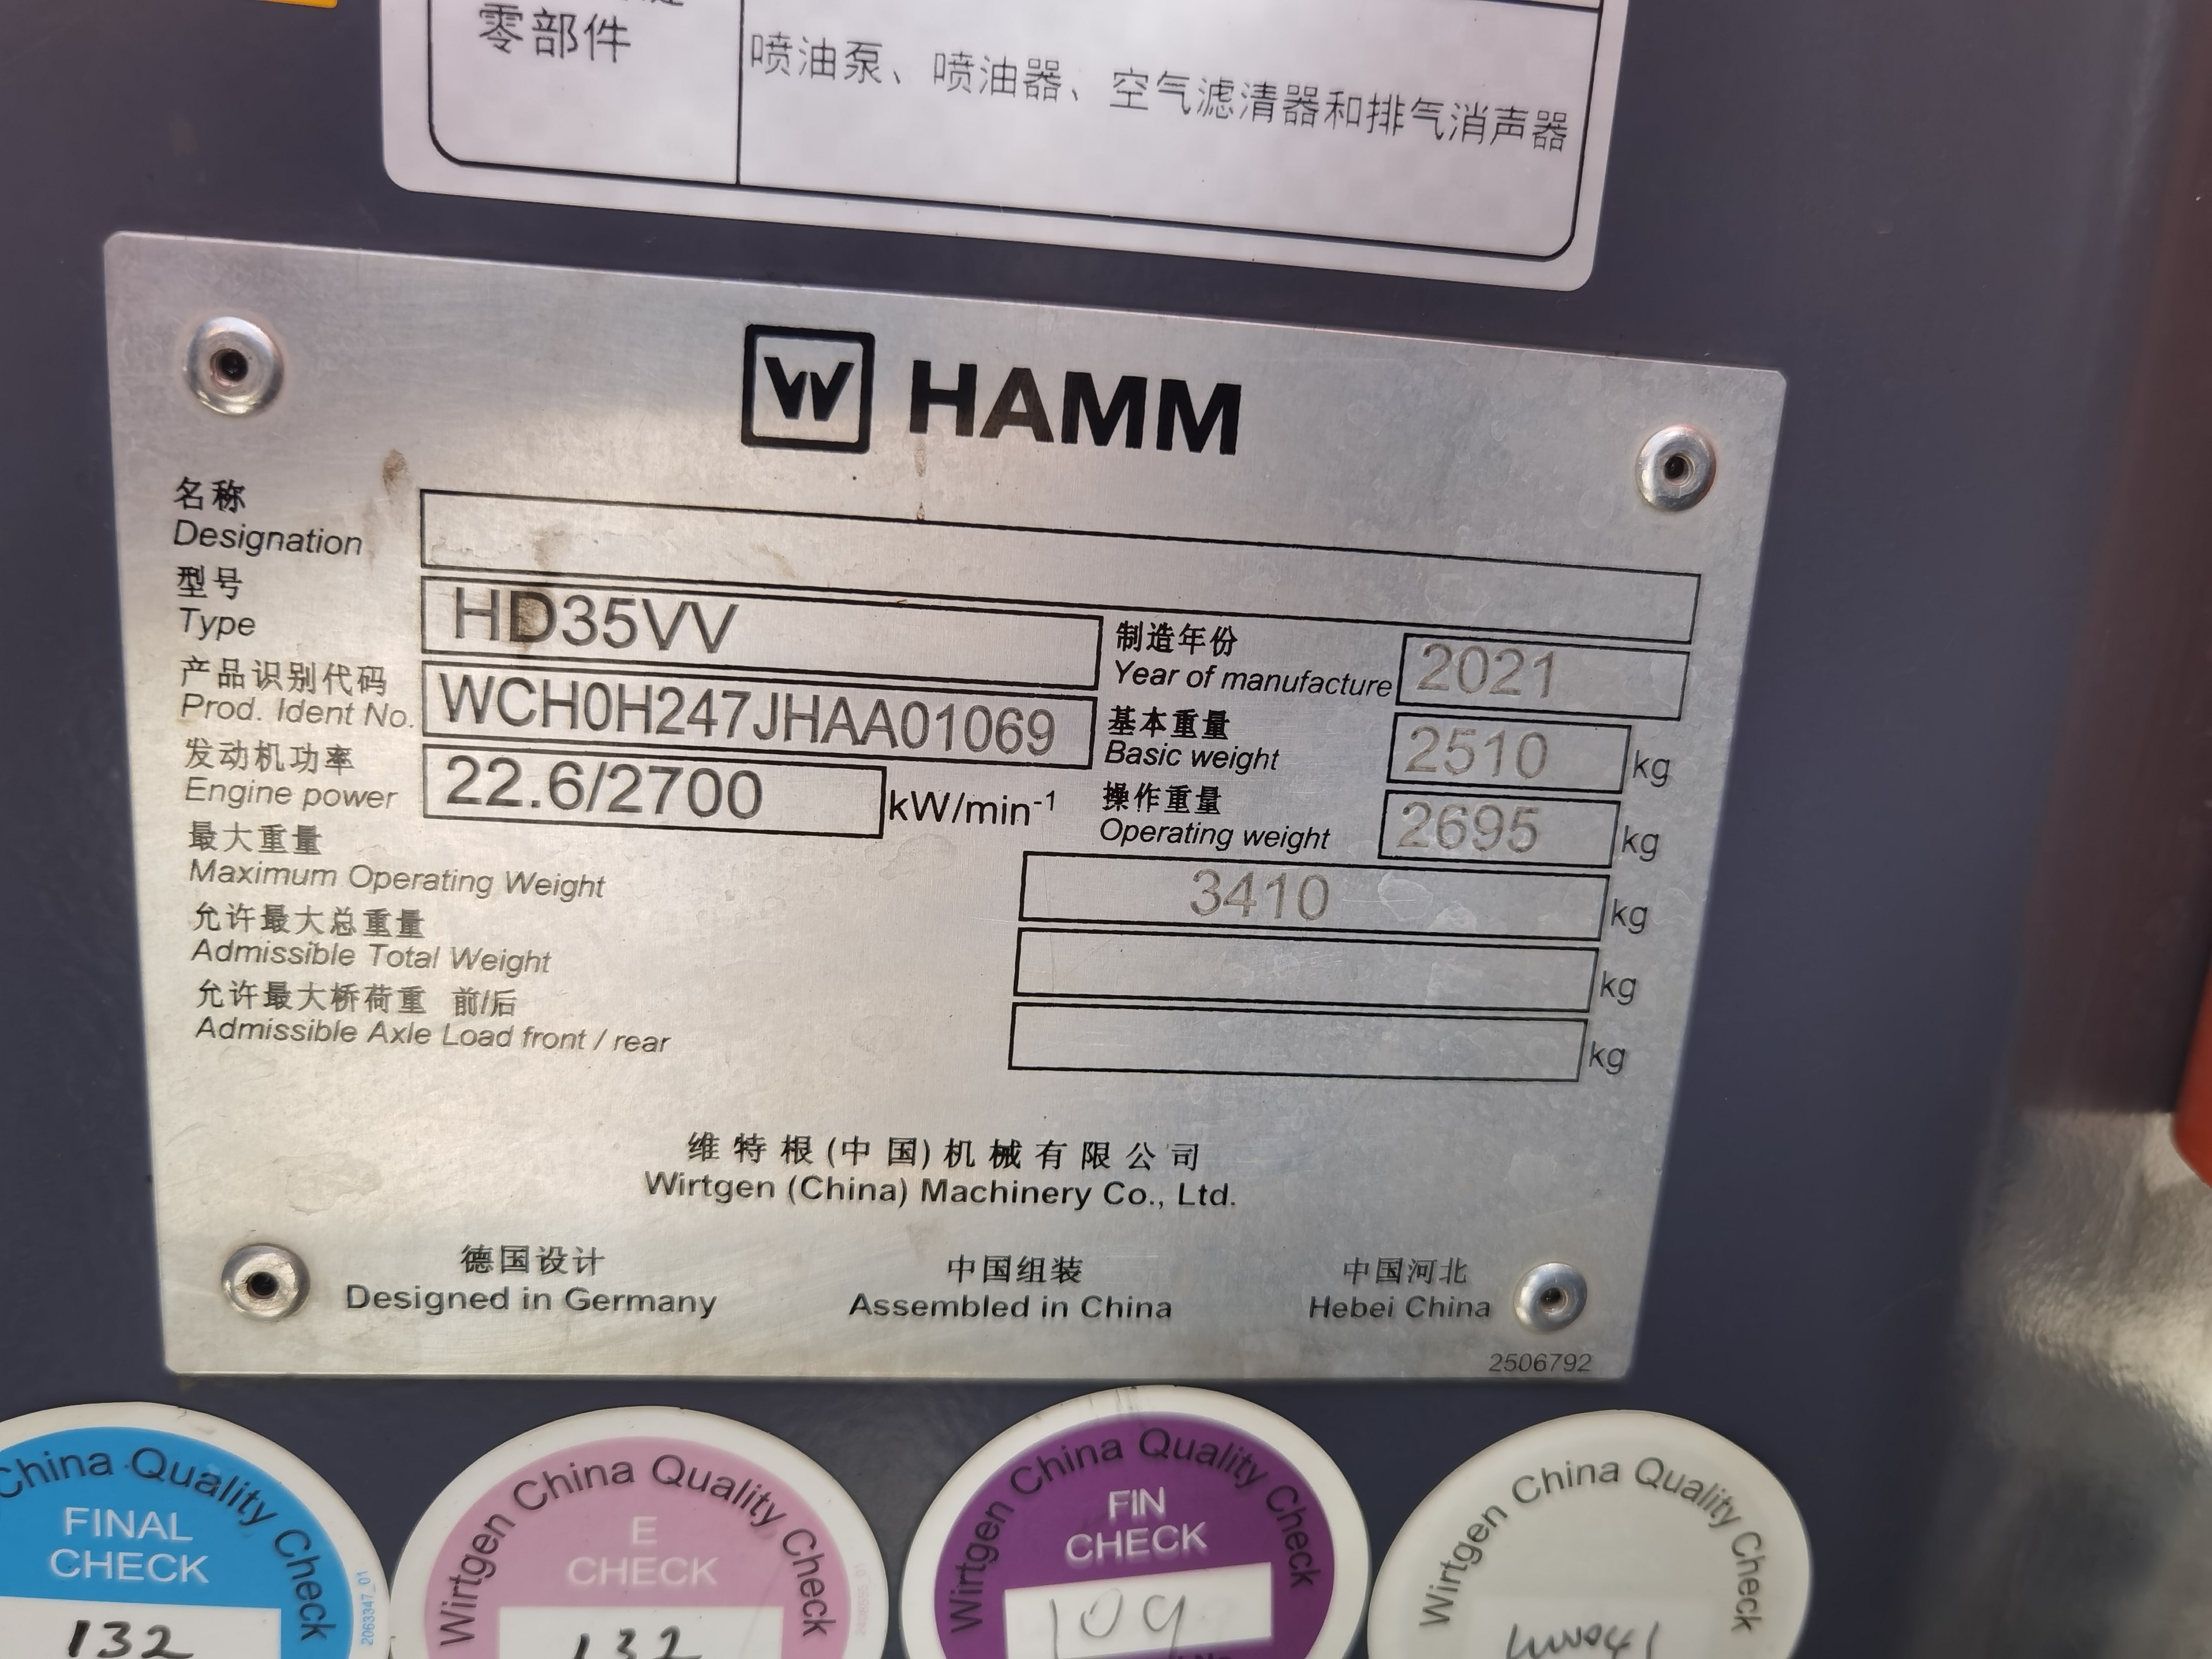 零部件
喷油泵、喷油器、空气滤清器和排气消声器
W HAMM
名称
Designation
型号
Type
HD35VV
制造年份
Year of manufacture
2021
产品识别代码
Prod. Ident No.
WCH0H247JHAA01069
基本重量
Basic weight
2510 kg
发动机功率
Engine power
22.6/2700 kW/min-1
操作重量
Operating weight
2695 kg
最大重量
Maximum Operating Weight
3410 kg
允许最大总重量
Admissible Total Weight
kg
允许最大桥荷重 前/后
Admissible Axle Load front / rear
kg
维特根(中国)机械有限公司
Wirtgen (China) Machinery Co., Ltd.
德国设计
Designed in Germany
中国组装
Assembled in China
中国河北
Hebei China
2506792
China Quality Check
FINAL
CHECK
132
2063347_01
Wirtgen China Quality Check
E
CHECK
132
Wirtgen China Quality Check
FIN
CHECK
109
Wirtgen China Quality Check